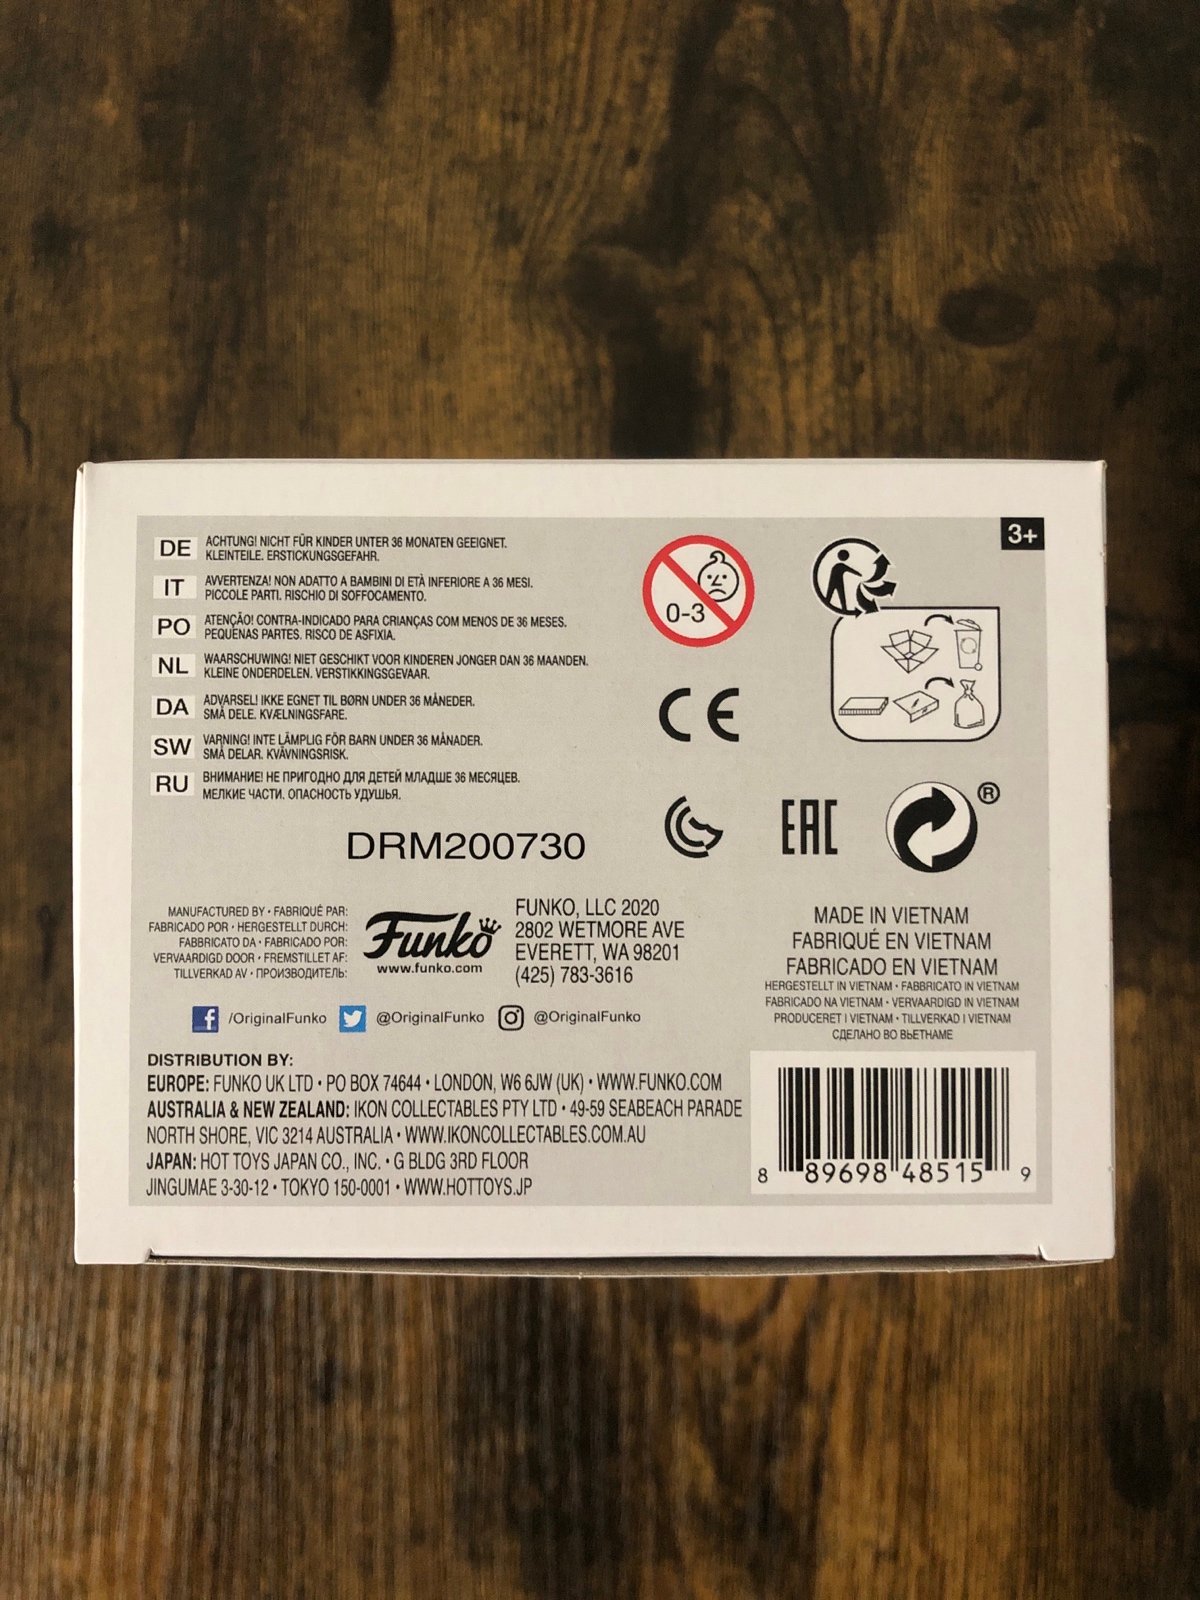 3+
DE ACHTUNG! NICHT FÜR KINDER UNTER 36 MONATEN GEEIGNET.
KLEINTEILE. ERSTICKUNGSGEFAHR.
IT AVVERTENZA! NON ADATTO A BAMBINI DI ETÀ INFERIORE A 36 MESI.
PICCOLE PARTI. RISCHIO DI SOFFOCAMENTO.
PO ATENÇÃO! CONTRA-INDICADO PARA CRIANÇAS COM MENOS DE 36 MESES.
PEQUENAS PARTES. RISCO DE ASFIXIA.
NL WAARSCHUWING! NIET GESCHIKT VOOR KINDEREN JONGER DAN 36 MAANDEN.
KLEINE ONDERDELEN. VERSTIKKINGSGEVAAR.
DA ADVARSEL! IKKE EGNET TIL BØRN UNDER 36 MÅNEDER.
SMÅ DELE. KVÆLNINGSFARE.
SW VARNING! INTE LÄMPLIG FÖR BARN UNDER 36 MÅNADER.
SMÅ DELAR. KVÄVNINGSRISK.
RU ВНИМАНИЕ! НЕ ПРИГОДНО ДЛЯ ДЕТЕЙ МЛАДШЕ 36 МЕСЯЦЕВ.
МЕЛКИЕ ЧАСТИ. ОПАСНОСТЬ УДУШЬЯ.
0-3
CE
EAC
®
DRM200730
MANUFACTURED BY • FABRIQUÉ PAR:
FABRICADO POR • HERGESTELLT DURCH:
FABBRICATO DA • FABRICADO POR:
VERVAARDIGD DOOR • FREMSTILLET AF:
TILLVERKAD AV • ПРОИЗВОДИТЕЛЬ:
Funko
www.funko.com
FUNKO, LLC 2020
2802 WETMORE AVE
EVERETT, WA 98201
(425) 783-3616
MADE IN VIETNAM
FABRIQUÉ EN VIETNAM
FABRICADO EN VIETNAM
HERGESTELLT IN VIETNAM • FABBRICATO IN VIETNAM
FABRICADO NA VIETNAM • VERVAARDIGD IN VIETNAM
PRODUCERET I VIETNAM • TILLVERKAD I VIETNAM
СДЕЛАНО ВО ВЬЕТНАМЕ
/OriginalFunko @OriginalFunko @OriginalFunko
DISTRIBUTION BY:
EUROPE: FUNKO UK LTD • PO BOX 74644 • LONDON, W6 6JW (UK) • WWW.FUNKO.COM
AUSTRALIA & NEW ZEALAND: IKON COLLECTABLES PTY LTD • 49-59 SEABEACH PARADE
NORTH SHORE, VIC 3214 AUSTRALIA • WWW.IKONCOLLECTABLES.COM.AU
JAPAN: HOT TOYS JAPAN CO., INC. • G BLDG 3RD FLOOR
JINGUMAE 3-30-12 • TOKYO 150-0001 • WWW.HOTTOYS.JP
8 89698 48515 9